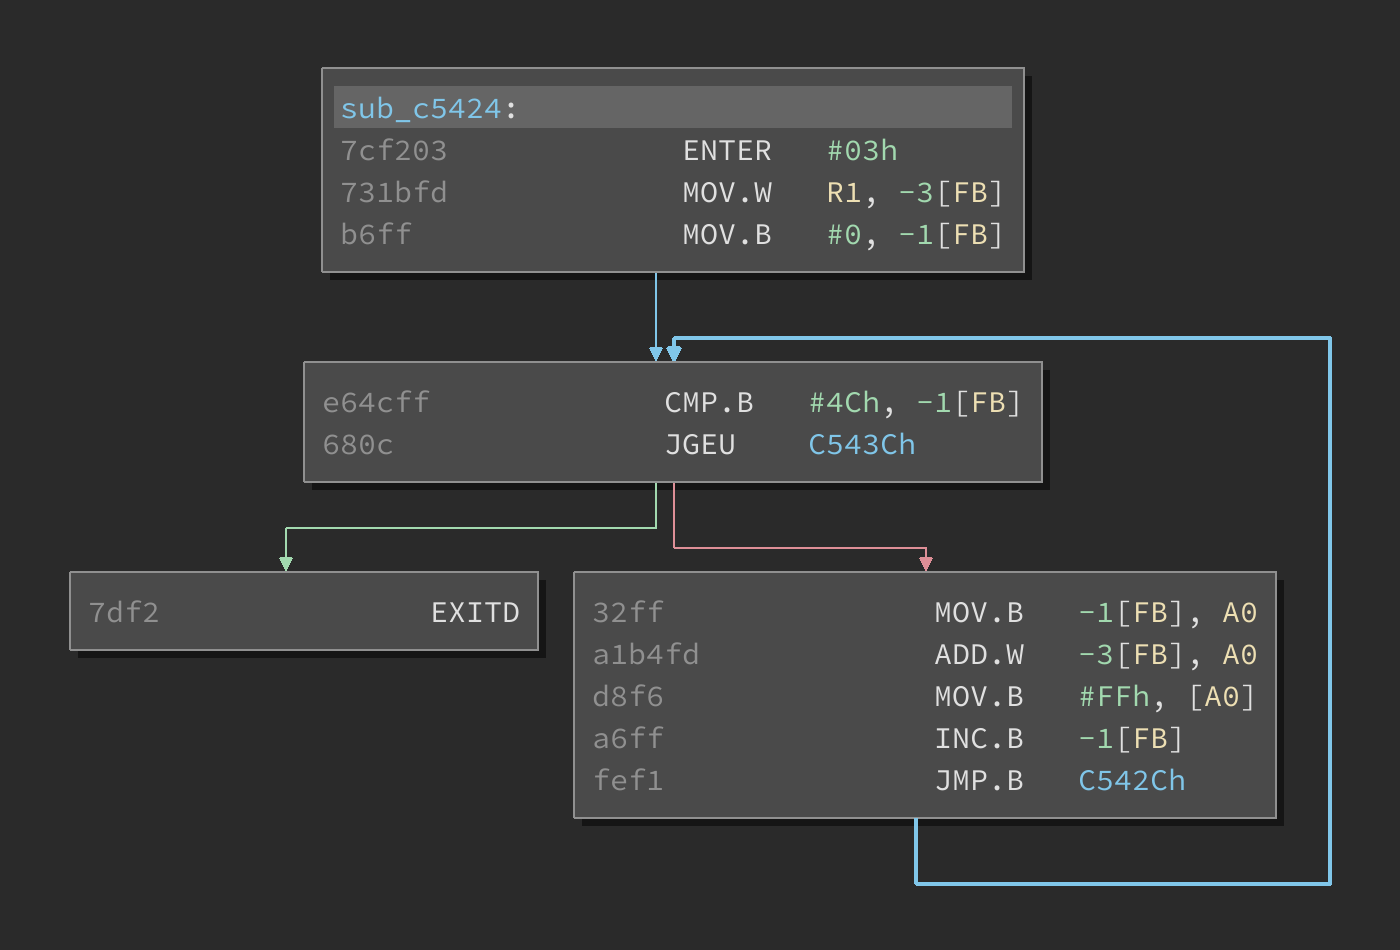 sub_c5424:
7cf203 ENTER #03h
731bfd MOV.W R1, -3[FB]
b6ff MOV.B #0, -1[FB]
e64cff CMP.B #4Ch, -1[FB]
680c JGEU C543Ch
7df2 EXITD
32ff MOV.B -1[FB], A0
a1b4fd ADD.W -3[FB], A0
d8f6 MOV.B #FFh, [A0]
a6ff INC.B -1[FB]
fef1 JMP.B C542Ch